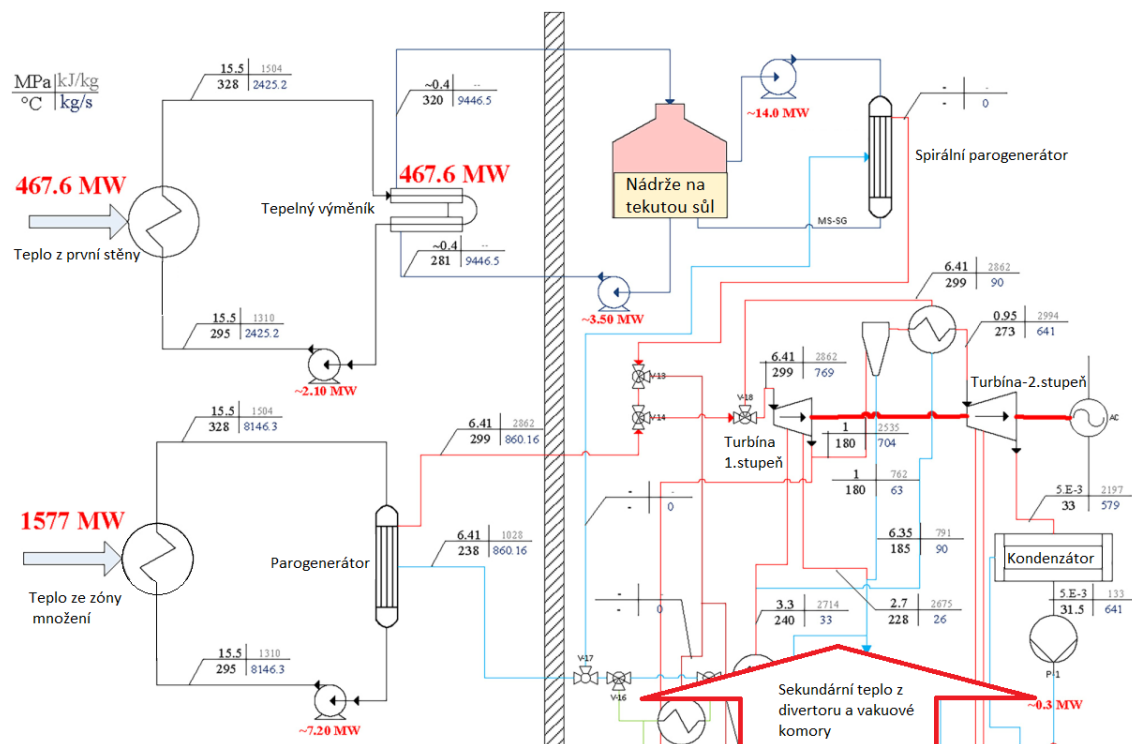 MPa kJ/kg
°C kg/s
15.5 1504
328 2425.2
~0.4 --
320 9446.5
467.6 MW
Teplo z první stěny
467.6 MW
Tepelný výměník
~0.4 --
281 9446.5
15.5 1310
295 2425.2
~2.10 MW
15.5 1504
328 8146.3
6.41 2862
299 860.16
1577 MW
Teplo ze zóny
množení
Parogenerátor
6.41 1028
238 860.16
15.5 1310
295 8146.3
~7.20 MW
~14.0 MW
- -
- 0
Spirální parogenerátor
Nádrže na
tekutou sůl
MS-SG
~3.50 MW
6.41 2862
299 90
0.95 2994
273 641
V-13
V-14
V-18
6.41 2862
299 769
Turbína
1.stupeň
Turbína-2.stupeň
AC
1 2535
180 704
1 762
180 63
- -
- 0
5.E-3 2197
33 579
6.35 791
185 90
Kondenzátor
- -
- 0
3.3 2714
240 33
2.7 2675
228 26
5.E-3 133
31.5 641
P-1
~0.3 MW
V-17
V-16
Sekundární teplo z
divertoru a vakuové
komory